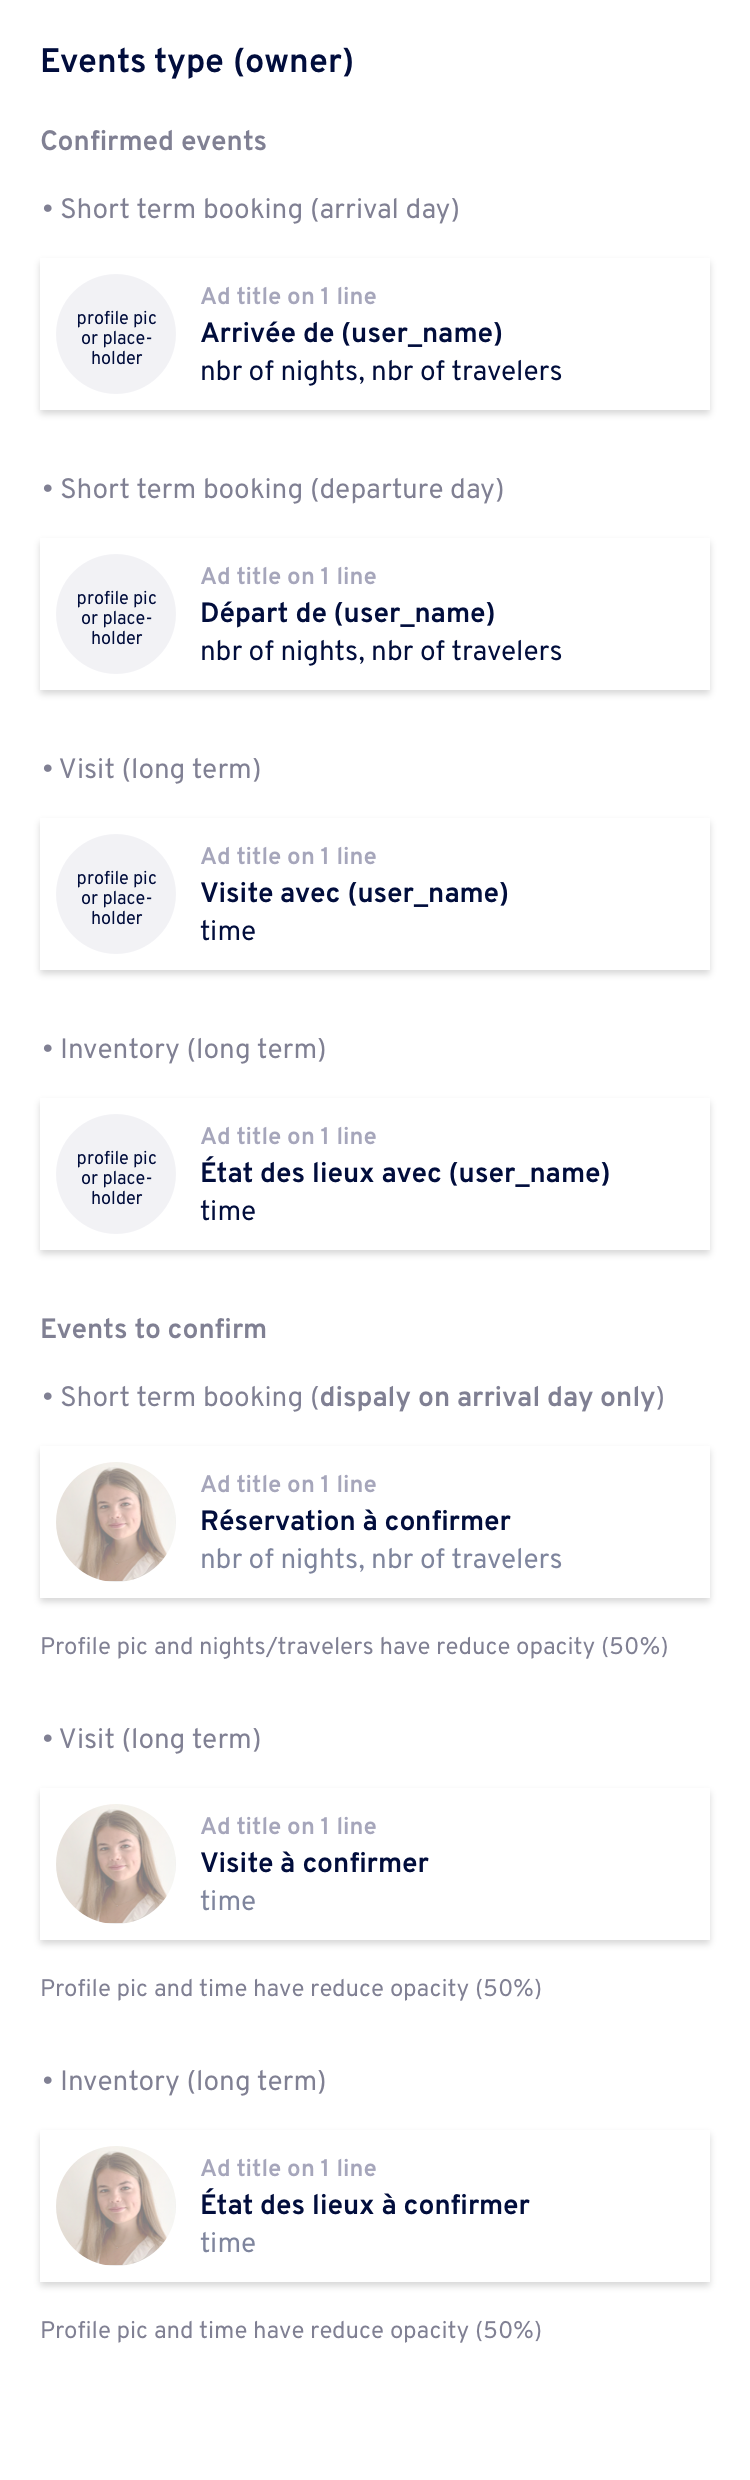 Events type (owner)
Confirmed events
• Short term booking (arrival day)
profile pic
or place-
holder
Ad title on 1 line
Arrivée de (user_name)
nbr of nights, nbr of travelers
• Short term booking (departure day)
profile pic
or place-
holder
Ad title on 1 line
Départ de (user_name)
nbr of nights, nbr of travelers
• Visit (long term)
profile pic
or place-
holder
Ad title on 1 line
Visite avec (user_name)
time
• Inventory (long term)
profile pic
or place-
holder
Ad title on 1 line
État des lieux avec (user_name)
time
Events to confirm
• Short term booking (dispaly on arrival day only)
Ad title on 1 line
Réservation à confirmer
nbr of nights, nbr of travelers
Profile pic and nights/travelers have reduce opacity (50%)
• Visit (long term)
Ad title on 1 line
Visite à confirmer
time
Profile pic and time have reduce opacity (50%)
• Inventory (long term)
Ad title on 1 line
État des lieux à confirmer
time
Profile pic and time have reduce opacity (50%)